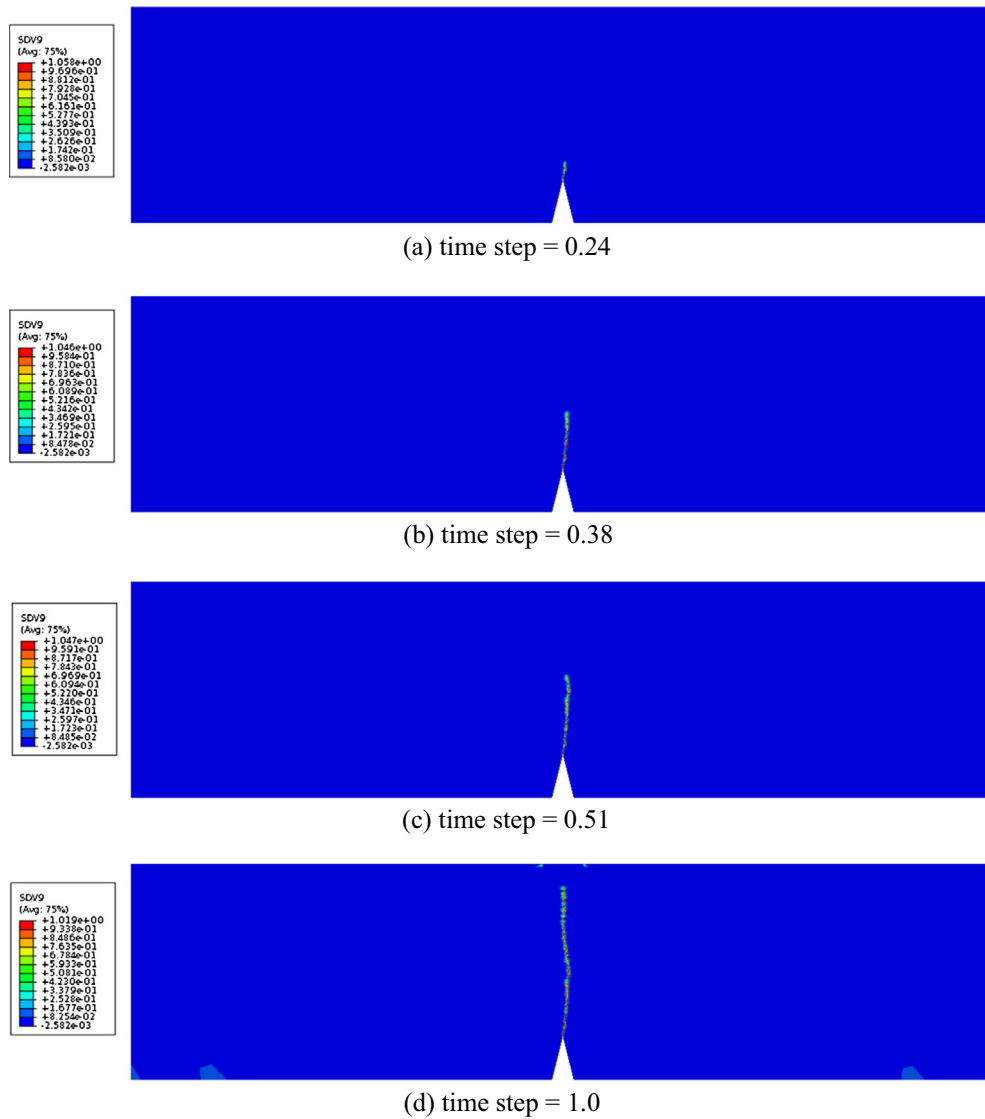 SDV9
(Avg: 75%)
+1.058e+00
+9.696e-01
+8.812e-01
+7.928e-01
+7.045e-01
+6.161e-01
+5.277e-01
+4.393e-01
+3.509e-01
+2.626e-01
+1.742e-01
+8.580e-02
-2.582e-03
(a) time step = 0.24
SDV9
(Avg: 75%)
+1.046e+00
+9.584e-01
+8.710e-01
+7.836e-01
+6.963e-01
+6.089e-01
+5.216e-01
+4.342e-01
+3.469e-01
+2.595e-01
+1.721e-01
+8.478e-02
-2.582e-03
(b) time step = 0.38
SDV9
(Avg: 75%)
+1.047e+00
+9.591e-01
+8.717e-01
+7.843e-01
+6.969e-01
+6.094e-01
+5.220e-01
+4.346e-01
+3.471e-01
+2.597e-01
+1.723e-01
+8.485e-02
-2.582e-03
(c) time step = 0.51
SDV9
(Avg: 75%)
+1.019e+00
+9.338e-01
+8.486e-01
+7.635e-01
+6.784e-01
+5.933e-01
+5.081e-01
+4.230e-01
+3.379e-01
+2.528e-01
+1.677e-01
+8.254e-02
-2.582e-03
(d) time step = 1.0